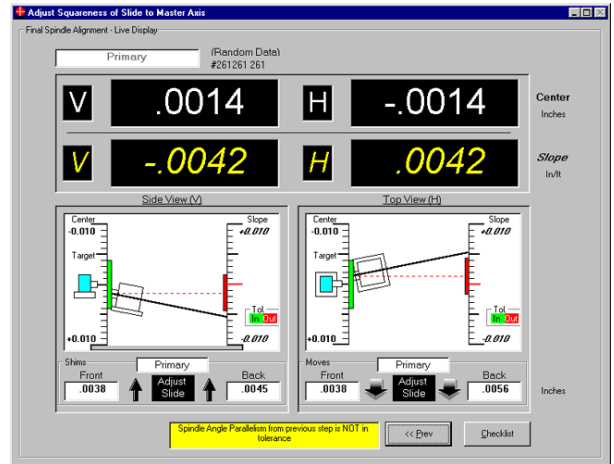 Adjust Squareness of Slide to Master Axis
Final Spindle Alignment - Live Display
Primary
(Random Data)
#261261 261
V .0014 H -.0014
Center
Inches
V -.0042 H .0042
Slope
In/ft
Side View (V)
Center Slope
-0.010 +0.010
Target
Tol
In Out
+0.010 -0.010
Top View (H)
Center Slope
-0.010 +0.010
Target
Tol
In Out
+0.010 -0.010
Shims
Primary
Front Back
.0038 Adjust Slide .0045
Moves
Primary
Front Back
.0038 Adjust Slide .0056
Inches
Spindle Angle Parallelism from previous step is NOT in
tolerance
<< Prev
Checklist